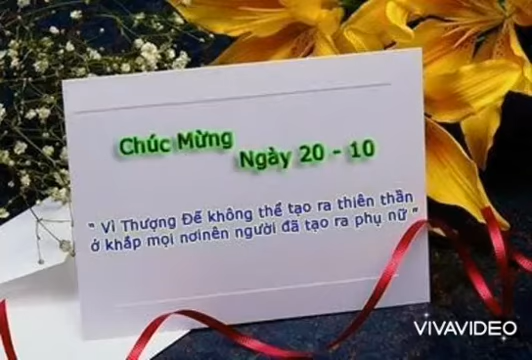 Chúc Mừng
Ngày 20 - 10
" Vì Thượng Đế không thể tạo ra thiên thần
ở khắp mọi nơinên người đã tạo ra phụ nữ "
VIVAVIDEO